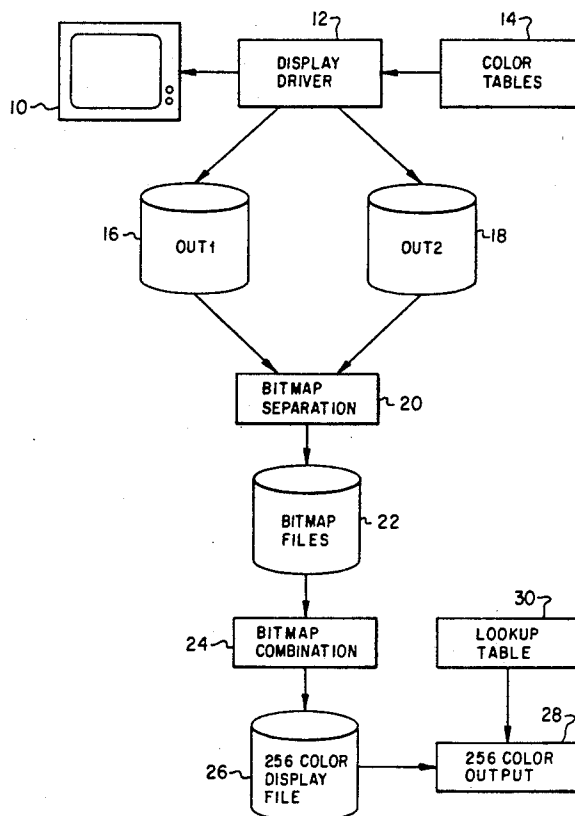 12
14
DISPLAY
DRIVER
COLOR
TABLES
10
16
OUT1
OUT2
18
BITMAP
SEPARATION
20
BITMAP
FILES
22
30
24
BITMAP
COMBINATION
LOOKUP
TABLE
28
26
256 COLOR
DISPLAY
FILE
256 COLOR
OUTPUT